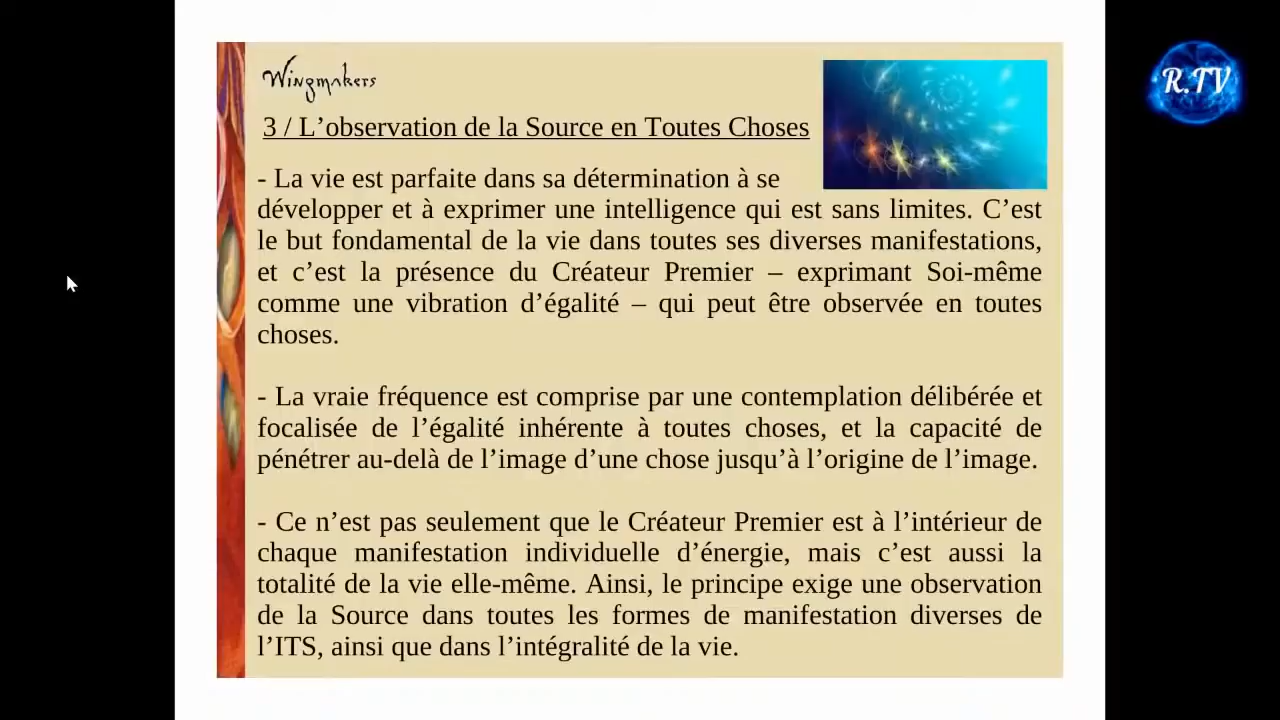 Wingmakers
R.TV
3 / L’observation de la Source en Toutes Choses
- La vie est parfaite dans sa détermination à se
développer et à exprimer une intelligence qui est sans limites. C’est
le but fondamental de la vie dans toutes ses diverses manifestations,
et c’est la présence du Créateur Premier – exprimant Soi-même
comme une vibration d’égalité – qui peut être observée en toutes
choses.
- La vraie fréquence est comprise par une contemplation délibérée et
focalisée de l’égalité inhérente à toutes choses, et la capacité de
pénétrer au-delà de l’image d’une chose jusqu’à l’origine de l’image.
- Ce n’est pas seulement que le Créateur Premier est à l’intérieur de
chaque manifestation individuelle d’énergie, mais c’est aussi la
totalité de la vie elle-même. Ainsi, le principe exige une observation
de la Source dans toutes les formes de manifestation diverses de
l’ITS, ainsi que dans l’intégralité de la vie.